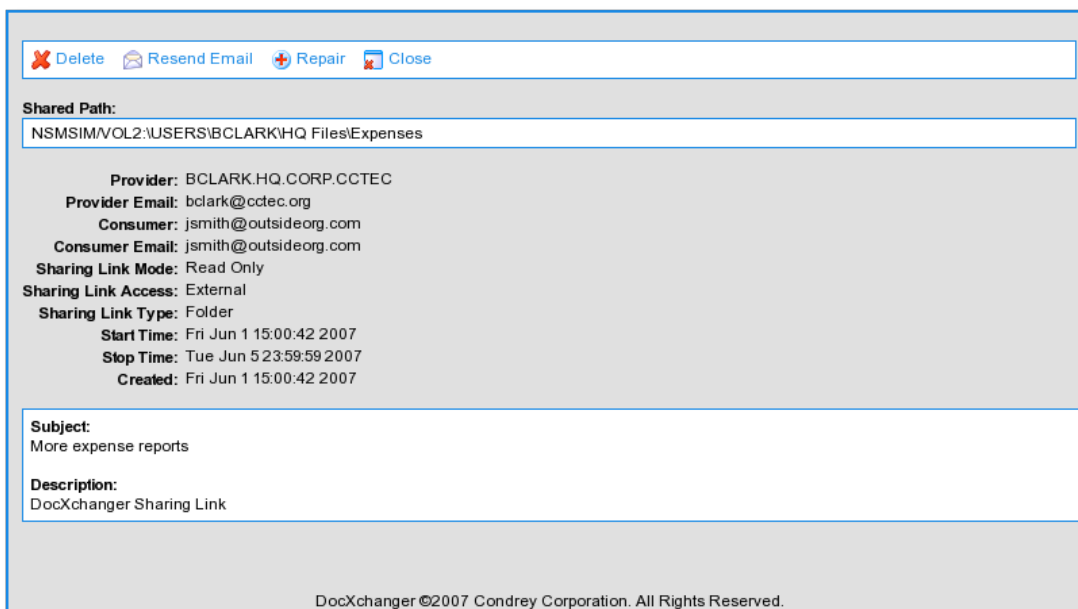 Delete Resend Email Repair Close
Shared Path:
NSMSIM/VOL2:\USERS\BCLARK\HQ Files\Expenses
Provider: BCLARK.HQ.CORP.CCTEC
Provider Email: bclark@cctec.org
Consumer: jsmith@outsideorg.com
Consumer Email: jsmith@outsideorg.com
Sharing Link Mode: Read Only
Sharing Link Access: External
Sharing Link Type: Folder
Start Time: Fri Jun 1 15:00:42 2007
Stop Time: Tue Jun 5 23:59:59 2007
Created: Fri Jun 1 15:00:42 2007
Subject:
More expense reports
Description:
DocXchanger Sharing Link
DocXchanger ©2007 Condrey Corporation. All Rights Reserved.